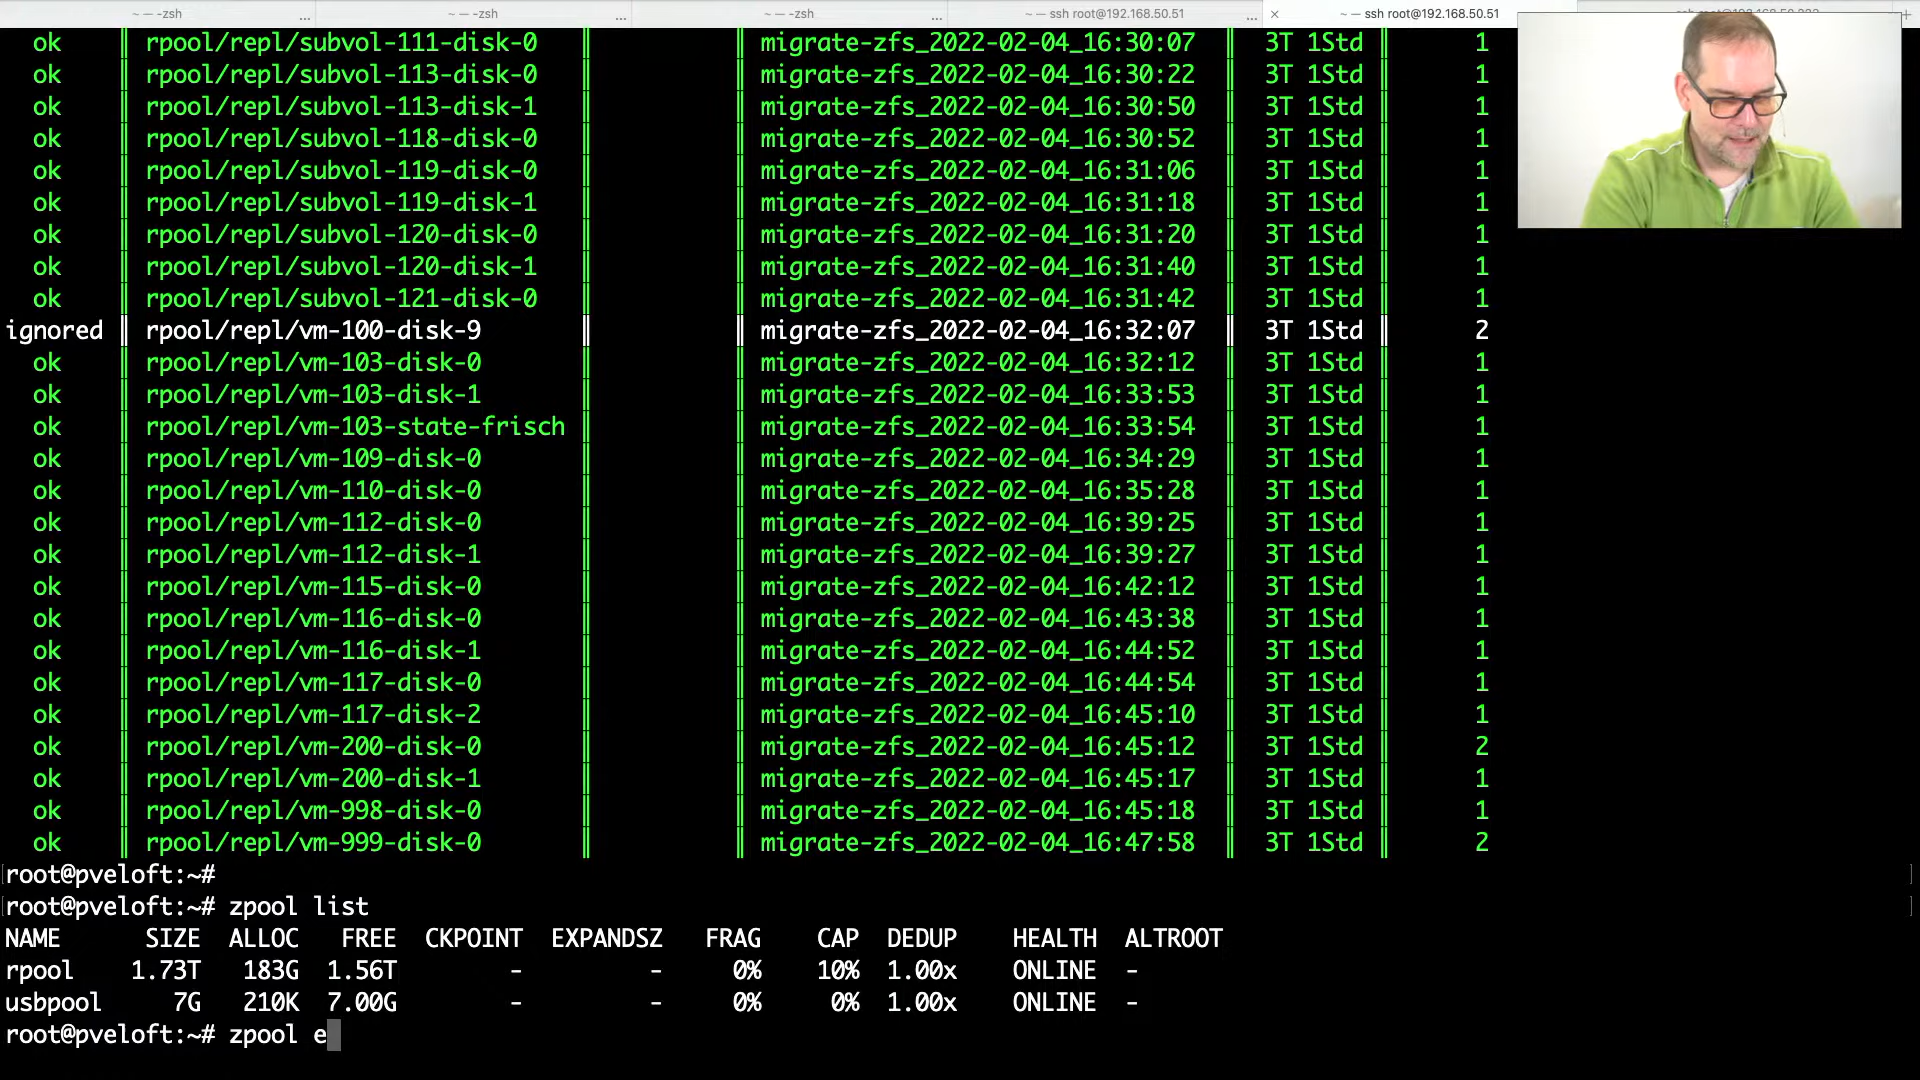 ~ — -zsh ... ~ — -zsh ... ~ — -zsh ... ~ — ssh root@192.168.50.51 ... × ~ — ssh root@192.168.50.51 +
ok rpool/repl/subvol-111-disk-0 migrate-zfs_2022-02-04_16:30:07 3T 1Std 1
ok rpool/repl/subvol-113-disk-0 migrate-zfs_2022-02-04_16:30:22 3T 1Std 1
ok rpool/repl/subvol-113-disk-1 migrate-zfs_2022-02-04_16:30:50 3T 1Std 1
ok rpool/repl/subvol-118-disk-0 migrate-zfs_2022-02-04_16:30:52 3T 1Std 1
ok rpool/repl/subvol-119-disk-0 migrate-zfs_2022-02-04_16:31:06 3T 1Std 1
ok rpool/repl/subvol-119-disk-1 migrate-zfs_2022-02-04_16:31:18 3T 1Std 1
ok rpool/repl/subvol-120-disk-0 migrate-zfs_2022-02-04_16:31:20 3T 1Std 1
ok rpool/repl/subvol-120-disk-1 migrate-zfs_2022-02-04_16:31:40 3T 1Std 1
ok rpool/repl/subvol-121-disk-0 migrate-zfs_2022-02-04_16:31:42 3T 1Std 1
ignored rpool/repl/vm-100-disk-9 migrate-zfs_2022-02-04_16:32:07 3T 1Std 2
ok rpool/repl/vm-103-disk-0 migrate-zfs_2022-02-04_16:32:12 3T 1Std 1
ok rpool/repl/vm-103-disk-1 migrate-zfs_2022-02-04_16:33:53 3T 1Std 1
ok rpool/repl/vm-103-state-frisch migrate-zfs_2022-02-04_16:33:54 3T 1Std 1
ok rpool/repl/vm-109-disk-0 migrate-zfs_2022-02-04_16:34:29 3T 1Std 1
ok rpool/repl/vm-110-disk-0 migrate-zfs_2022-02-04_16:35:28 3T 1Std 1
ok rpool/repl/vm-112-disk-0 migrate-zfs_2022-02-04_16:39:25 3T 1Std 1
ok rpool/repl/vm-112-disk-1 migrate-zfs_2022-02-04_16:39:27 3T 1Std 1
ok rpool/repl/vm-115-disk-0 migrate-zfs_2022-02-04_16:42:12 3T 1Std 1
ok rpool/repl/vm-116-disk-0 migrate-zfs_2022-02-04_16:43:38 3T 1Std 1
ok rpool/repl/vm-116-disk-1 migrate-zfs_2022-02-04_16:44:52 3T 1Std 1
ok rpool/repl/vm-117-disk-0 migrate-zfs_2022-02-04_16:44:54 3T 1Std 1
ok rpool/repl/vm-117-disk-2 migrate-zfs_2022-02-04_16:45:10 3T 1Std 1
ok rpool/repl/vm-200-disk-0 migrate-zfs_2022-02-04_16:45:12 3T 1Std 2
ok rpool/repl/vm-200-disk-1 migrate-zfs_2022-02-04_16:45:17 3T 1Std 1
ok rpool/repl/vm-998-disk-0 migrate-zfs_2022-02-04_16:45:18 3T 1Std 1
ok rpool/repl/vm-999-disk-0 migrate-zfs_2022-02-04_16:47:58 3T 1Std 2
root@pveloft:~#
root@pveloft:~# zpool list
NAME SIZE ALLOC FREE CKPOINT EXPANDSZ FRAG CAP DEDUP HEALTH ALTROOT
rpool 1.73T 183G 1.56T - - 0% 10% 1.00x ONLINE -
usbpool 7G 210K 7.00G - - 0% 0% 1.00x ONLINE -
root@pveloft:~# zpool e